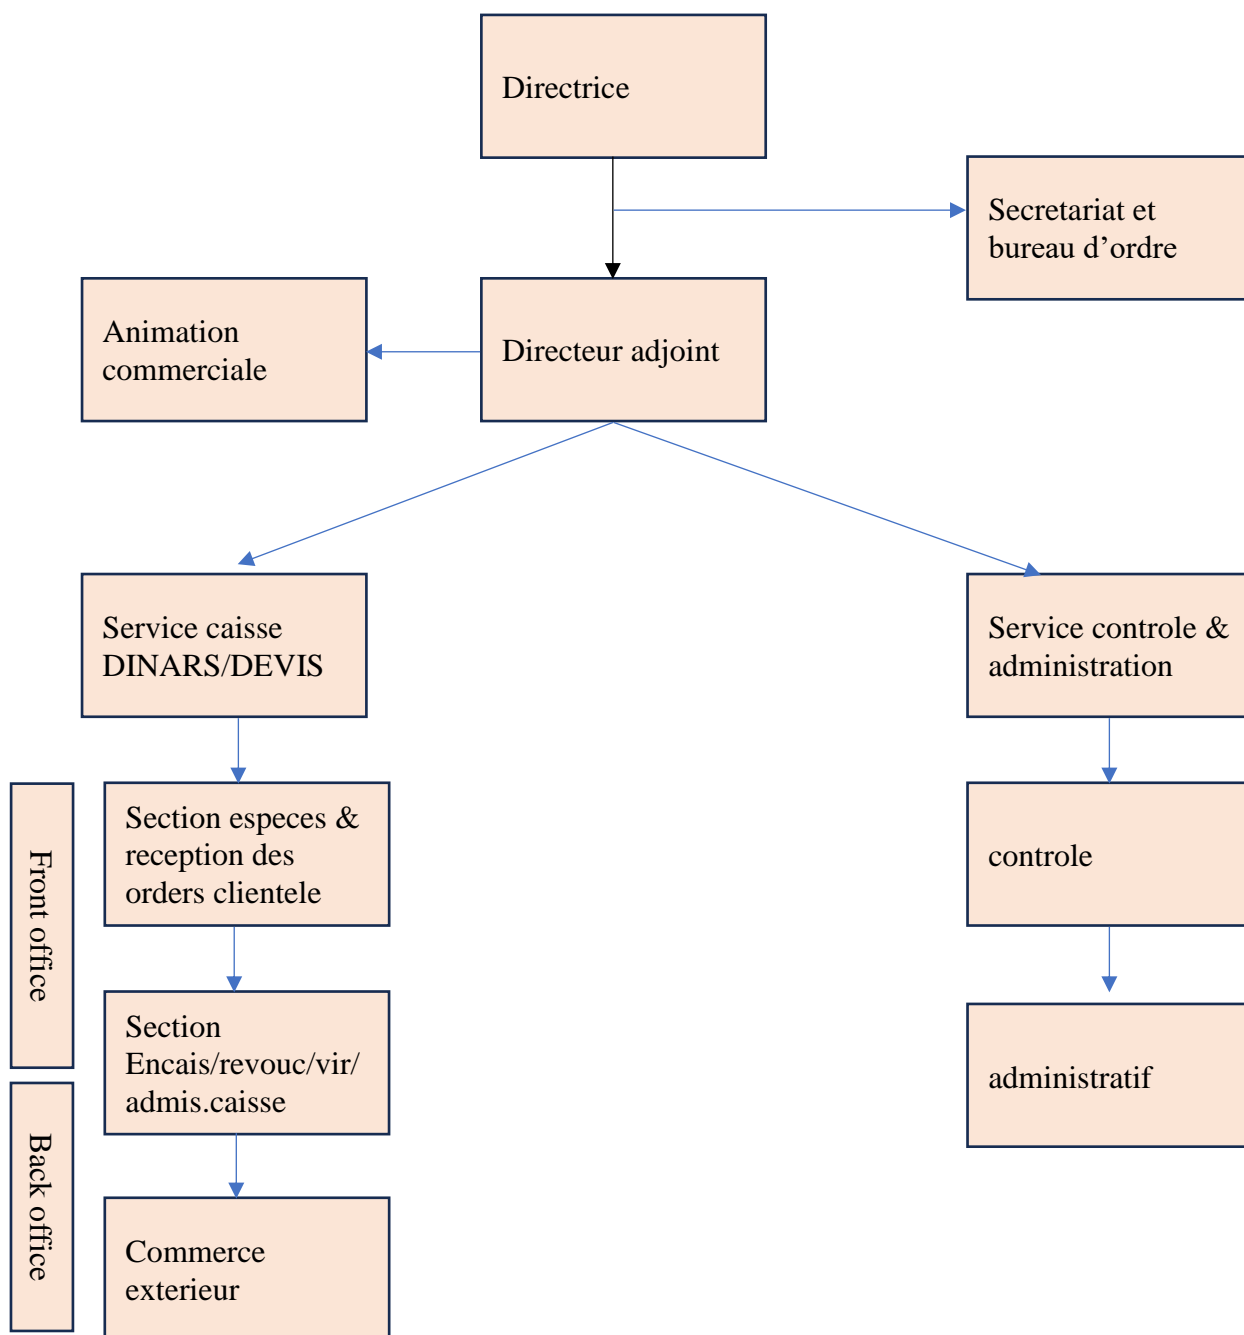 Directrice
Secretariat et
bureau d’ordre
Animation
commerciale
Directeur adjoint
Service caisse
DINARS/DEVIS
Service controle &
administration
Front office
Section especes &
reception des
orders clientele
controle
Section
Encais/revouc/vir/
admis.caisse
administratif
Back office
Commerce
exterieur